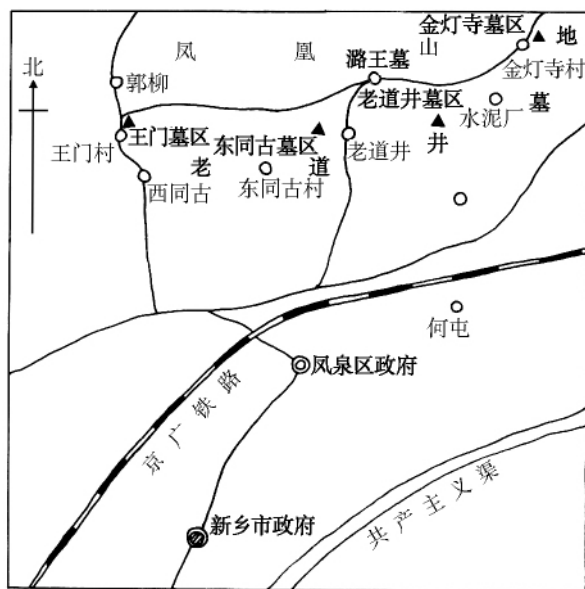 金灯寺墓区
地
凤凰山
潞王墓
金灯寺村
北
郭柳
老道井墓区
水泥厂
墓
王门墓区
东同古墓区
王门村
老道井
老道井
西同古
东同古村
何屯
凤泉区政府
京广铁路
共产主义渠
新乡市政府